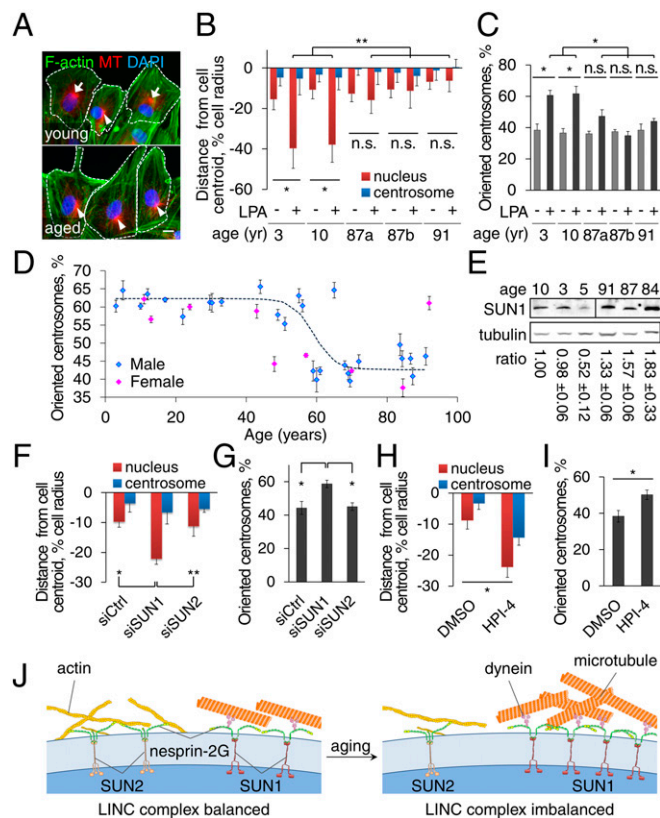 A
F-actin MT DAPI
young
aged
B
Distance from cell
centroid, % cell radius
0
-20
-40
-60
**
n.s.
n.s.
n.s.
*
*
nucleus
centrosome
LPA
- + - + - + - + - +
age (yr)
3 10 87a 87b 91
C
Oriented centrosomes, %
80
60
40
20
0
*
* * n.s. n.s. n.s.
LPA
- + - + - + - + - +
age (yr)
3 10 87a 87b 91
D
Oriented centrosomes, %
70
65
60
55
50
45
40
35
Male
Female
0 20 40 60 80 100
Age (years)
E
age 10 3 5 91 87 84
SUN1
tubulin
ratio
1.00
0.98 ±0.06
0.52 ±0.12
1.33 ±0.06
1.57 ±0.06
1.83 ±0.33
F
nucleus
centrosome
Distance from cell
centroid, % cell radius
0
-5
-10
-15
-20
-25
-30
* **
siCtrl
siSUN1
siSUN2
G
Oriented centrosomes, %
80
60
40
20
0
* *
siCtrl
siSUN1
siSUN2
H
nucleus
centrosome
Distance from cell
centroid, % cell radius
0
-5
-10
-15
-20
-25
-30
*
DMSO
HPI-4
I
Oriented centrosomes, %
80
60
40
20
0
*
DMSO
HPI-4
J
actin
nesprin-2G
SUN2
SUN1
LINC complex balanced
aging
dynein
microtubule
SUN2
SUN1
LINC complex imbalanced